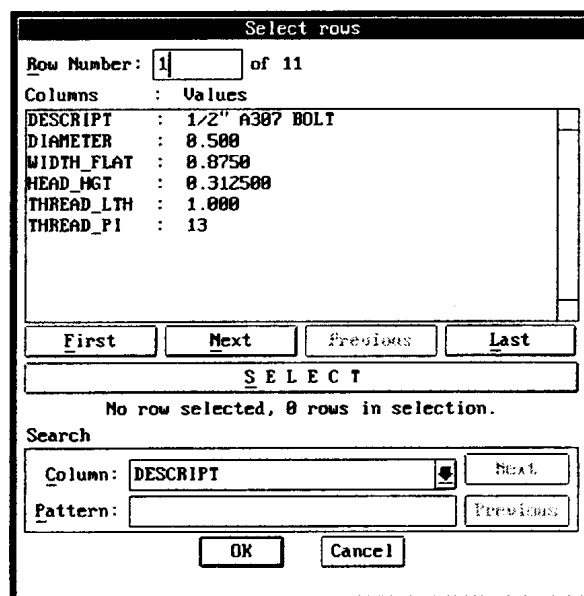 Select rows
Row Number: 1 of 11
Columns : Values
DESCRIPT : 1/2" A307 BOLT
DIAMETER : 0.500
WIDTH_FLAT : 0.8750
HEAD_HGT : 0.312500
THREAD_LTH : 1.000
THREAD_PI : 13
First Next Previous Last
SELECT
No row selected, 0 rows in selection.
Search
Column: DESCRIPT Next
Pattern: Previous
OK Cancel